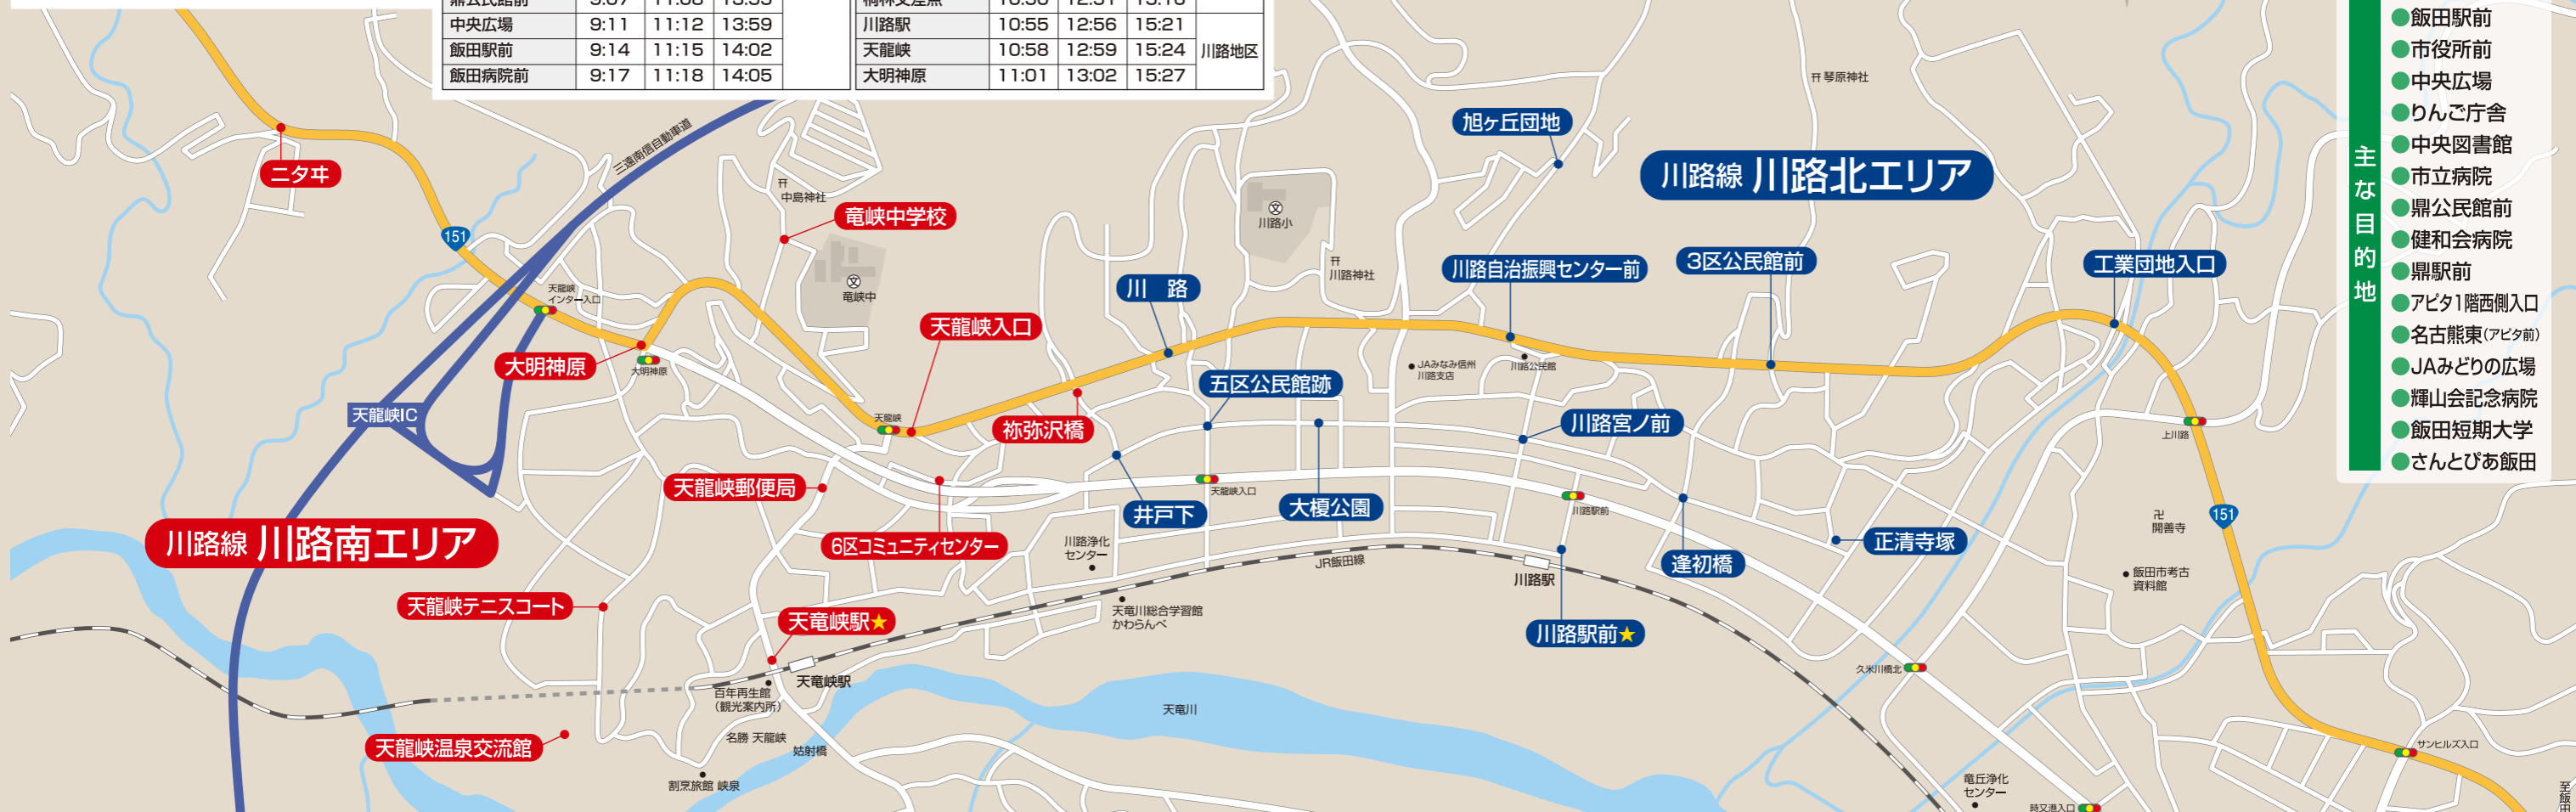 中央広場 9:11 11:12 13:59
飯田駅前 9:14 11:15 14:02
飯田病院前 9:17 11:18 14:05
川路駅 10:55 12:56 15:21
天龍峡 10:58 12:59 15:24
大明神原 11:01 13:02 15:27
川路地区
主な目的地
飯田駅前
市役所前
中央広場
りんご庁舎
中央図書館
市立病院
鼎公民館前
健和会病院
鼎駅前
アピタ1階西側入口
名古熊東(アピタ前)
JAみどりの広場
輝山会記念病院
飯田短期大学
さんとぴあ飯田
三遠南信自動車道
ニタヰ
中島神社
竜峡中学校
文
竜峡中
151
天龍峡
インター入口
大明神原
大明神原
天龍峡IC
天龍峡入口
天龍峡
祢弥沢橋
天龍峡郵便局
6区コミュニティセンター
川路線 川路南エリア
天龍峡テニスコート
天竜峡駅★
天竜峡駅
百年再生館
(観光案内所)
天龍峡温泉交流館
名勝 天龍峡
姑射橋
割烹旅館 峡泉
旭ヶ丘団地
川路線 川路北エリア
琴原神社
文
川路小
川路神社
川 路
川路自治振興センター前
3区公民館前
工業団地入口
五区公民館跡
JAみなみ信州
川路支店
川路公民館
川路宮ノ前
井戸下
天龍峡入口
大榎公園
川路駅前
逢初橋
正清寺塚
川路浄化
センター
JR飯田線
川路駅
川路駅前★
天竜川総合学習館
かわらんべ
天竜川
上川路
卍
開善寺
151
飯田市考古
資料館
久米川橋北
サンヒルズ入口
竜丘浄化
センター
時又港入口
至飯田